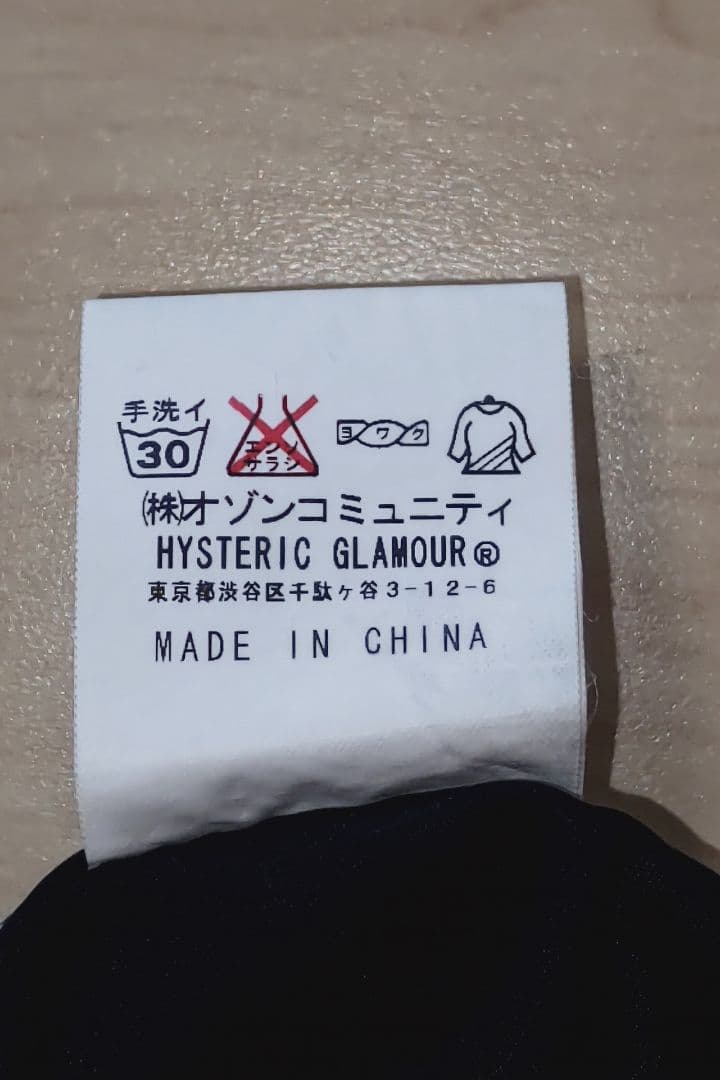 手洗イ
30
エンソ
サラシ
ヨワク
(株)オゾンコミュニティ
HYSTERIC GLAMOUR®
東京都渋谷区千駄ヶ谷3-12-6
MADE IN CHINA